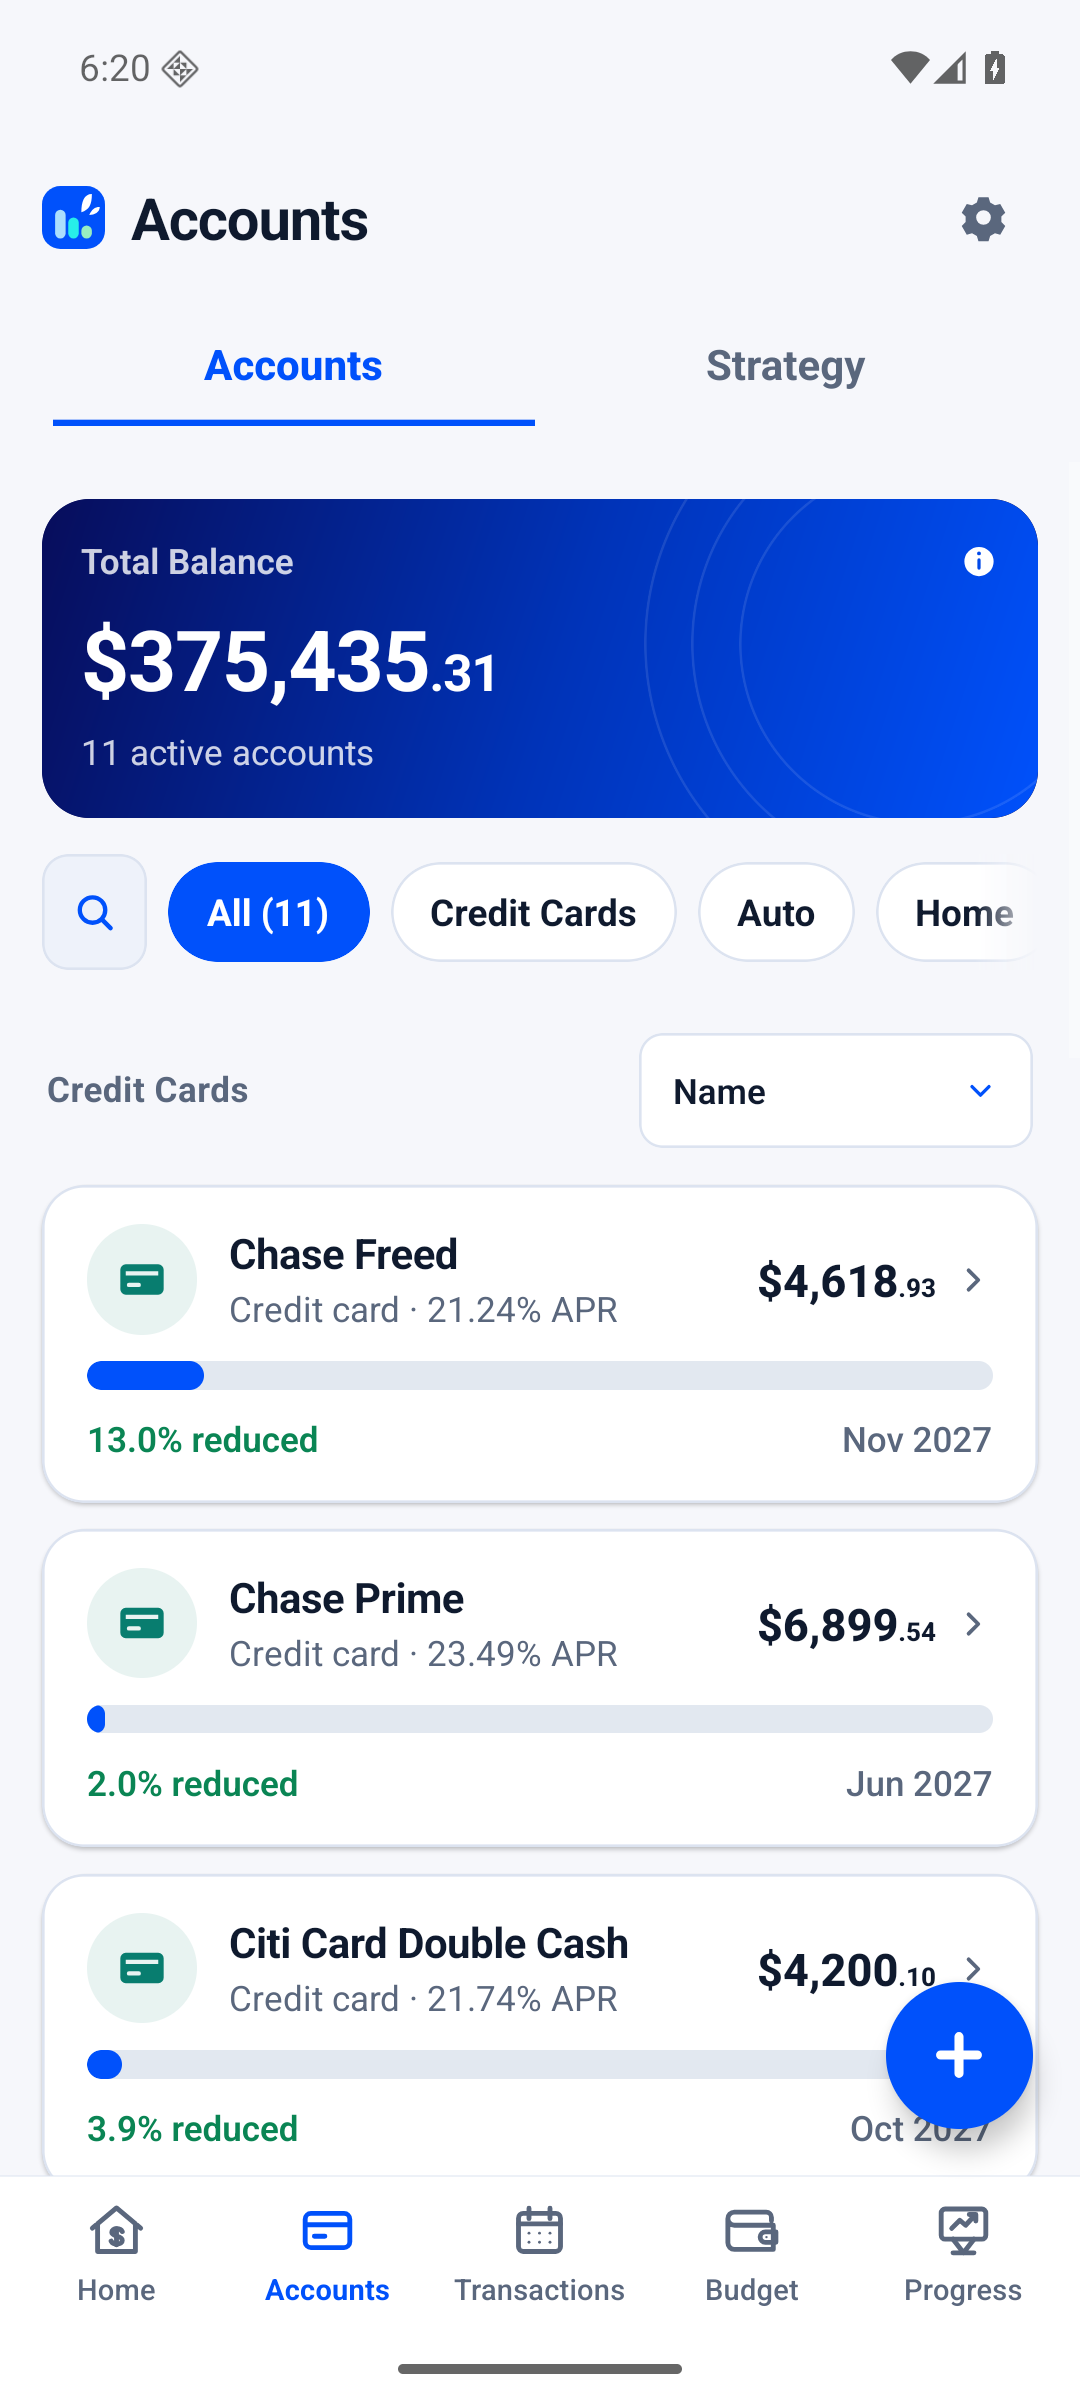 6:20
Accounts
Accounts
Strategy
Total Balance
$375,435.31
11 active accounts
All (11)
Credit Cards
Auto
Home
Credit Cards
Name
Chase Freed
Credit card · 21.24% APR
$4,618.93
13.0% reduced
Nov 2027
Chase Prime
Credit card · 23.49% APR
$6,899.54
2.0% reduced
Jun 2027
Citi Card Double Cash
Credit card · 21.74% APR
$4,200.10
3.9% reduced
Oct 2027
Home
Accounts
Transactions
Budget
Progress